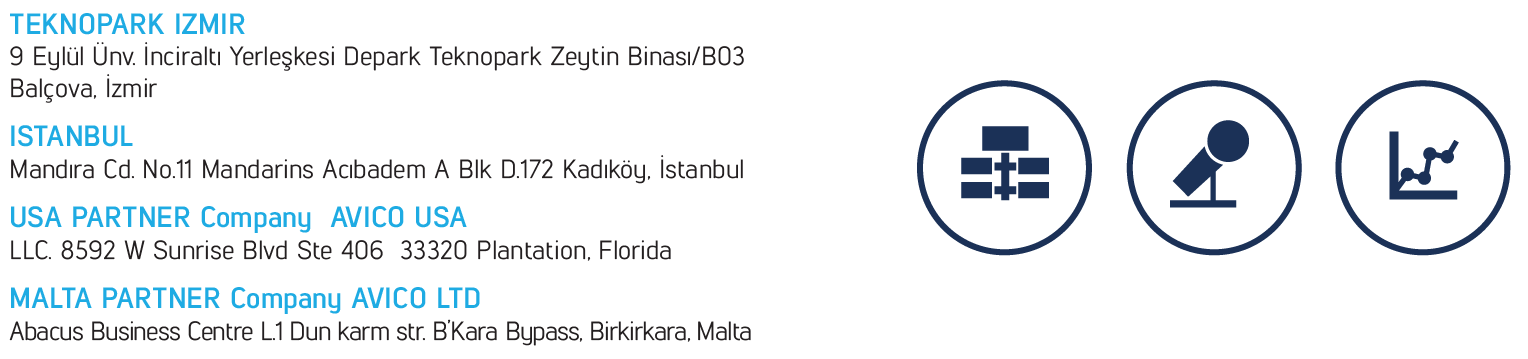 TEKNOPARK IZMIR
9 Eylül Ünv. İnciraltı Yerleşkesi Depark Teknopark Zeytin Binası/B03
Balçova, İzmir
ISTANBUL
Mandıra Cd. No.11 Mandarins Acıbadem A Blk D.172 Kadıköy, İstanbul
USA PARTNER Company AVICO USA
LLC. 8592 W Sunrise Blvd Ste 406 33320 Plantation, Florida
MALTA PARTNER Company AVICO LTD
Abacus Business Centre L.1 Dun karm str. B'Kara Bypass, Birkirkara, Malta